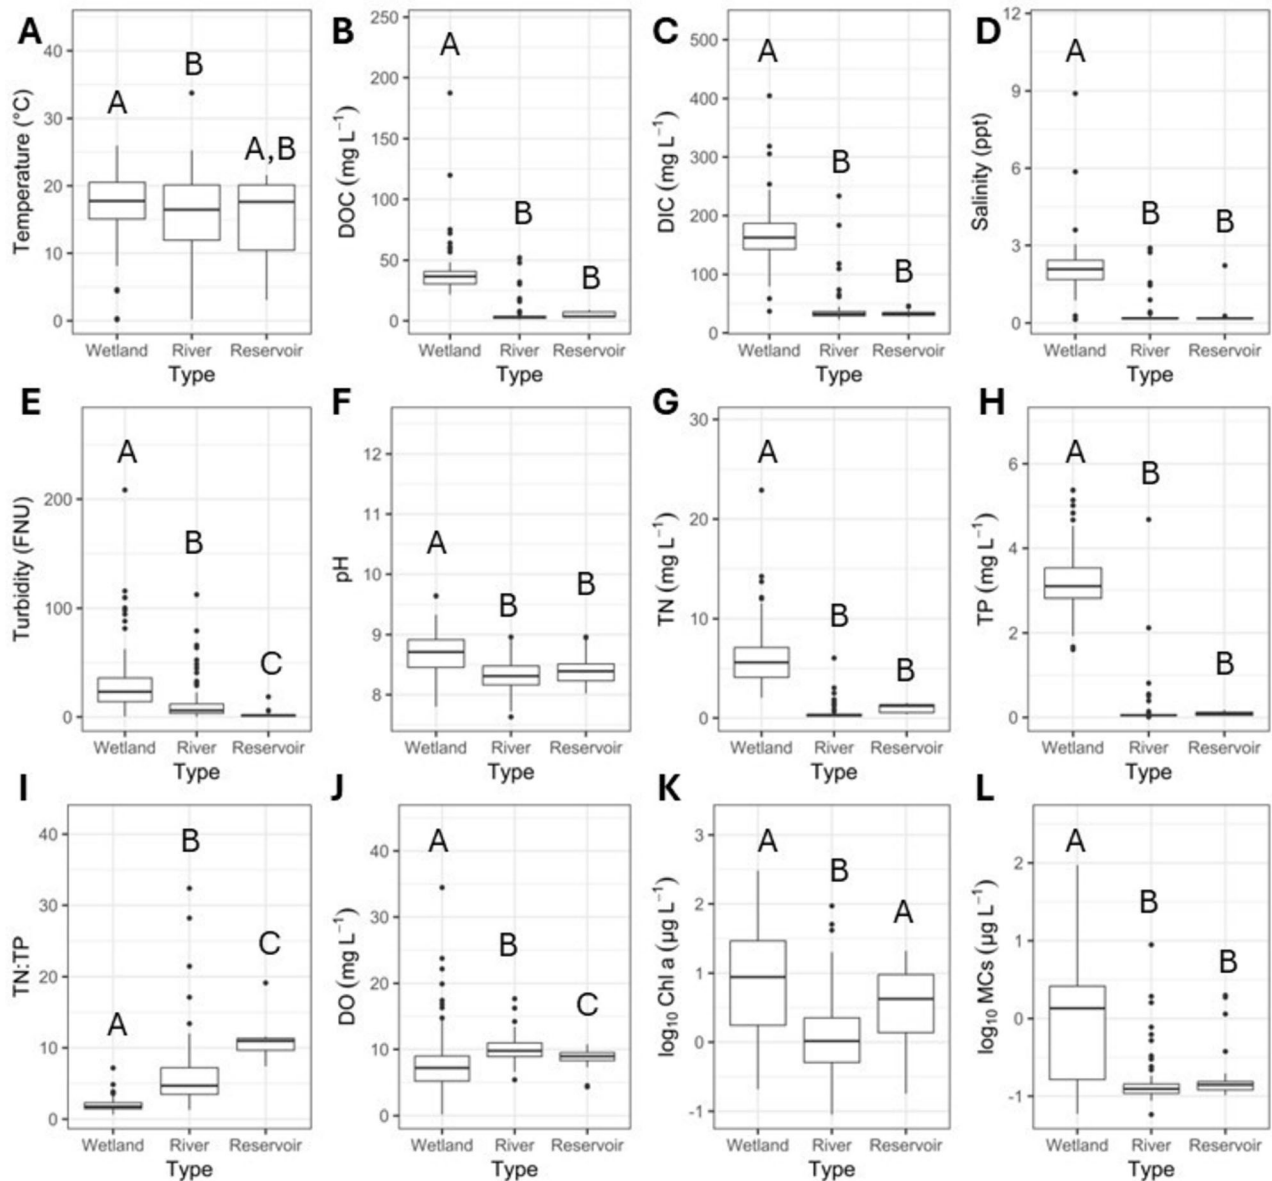 A
Temperature (°C)
40
30
20
10
0
A
B
A,B
Wetland River Reservoir
Type
B
DOC (mg L⁻¹)
250
200
150
100
50
0
A
B
B
Wetland River Reservoir
Type
C
DIC (mg L⁻¹)
500
400
300
200
100
0
A
B
B
Wetland River Reservoir
Type
D
Salinity (ppt)
12
9
6
3
0
A
B
B
Wetland River Reservoir
Type
E
Turbidity (FNU)
200
100
0
A
B
C
Wetland River Reservoir
Type
F
pH
12
11
10
9
8
A
B
B
Wetland River Reservoir
Type
G
TN (mg L⁻¹)
30
20
10
0
A
B
B
Wetland River Reservoir
Type
H
TP (mg L⁻¹)
6
4
2
0
A
B
B
Wetland River Reservoir
Type
I
TN:TP
40
30
20
10
0
A
B
C
Wetland River Reservoir
Type
J
DO (mg L⁻¹)
40
30
20
10
0
A
B
C
Wetland River Reservoir
Type
K
log₁₀ Chl a (µg L⁻¹)
3
2
1
0
-1
A
B
A
Wetland River Reservoir
Type
L
log₁₀ MCs (µg L⁻¹)
2
1
0
-1
A
B
B
Wetland River Reservoir
Type